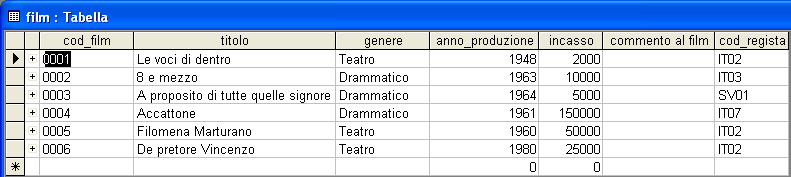 film : Tabella
cod_film titolo genere anno_produzione incasso commento al film cod_regista
+ 0001 Le voci di dentro Teatro 1948 2000 IT02
+ 0002 8 e mezzo Drammatico 1963 10000 IT03
+ 0003 A proposito di tutte quelle signore Drammatico 1964 5000 SV01
+ 0004 Accattone Drammatico 1961 150000 IT07
+ 0005 Filomena Marturano Teatro 1960 50000 IT02
+ 0006 De pretore Vincenzo Teatro 1980 25000 IT02
* 0 0